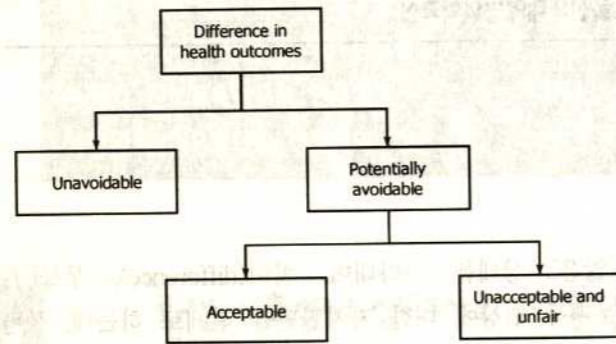 Difference in
health outcomes
Unavoidable
Potentially
avoidable
Acceptable
Unacceptable and
unfair